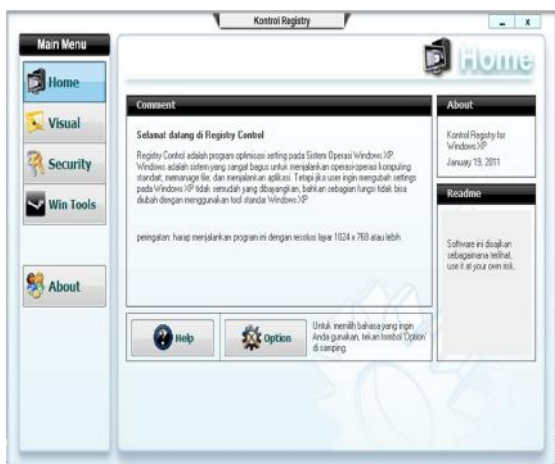 Kontrol Registry
- x
Main Menu
Home
Visual
Security
Win Tools
About
Home
Comment
Selamat datang di Registry Control
Registry Control adalah program optimisasi setting pada Sistem Operasi Windows XP.
Windows adalah sistem yang sangat bagus untuk menjalankan operasi-operasi komputing
standart, memanage file, dan menjalankan aplikasi. Tetapi jika user ingin mengubah settings
pada Windows XP tidak semudah yang dibayangkan, bahkan sebagian fungsi tidak bisa
diubah dengan menggunakan tool standar Windows XP
peringatan: harap menjalankan program ini dengan resolusi layar 1024 x 768 atau lebih
Help
Option
Untuk memilih bahasa yang ingin
Anda gunakan, tekan tombol 'Option'
di samping.
About
Kontrol Registry for
Windows XP
January 19, 2011
Readme
Software ini disajikan
sebagaimana terlihat,
use it at your own risk.